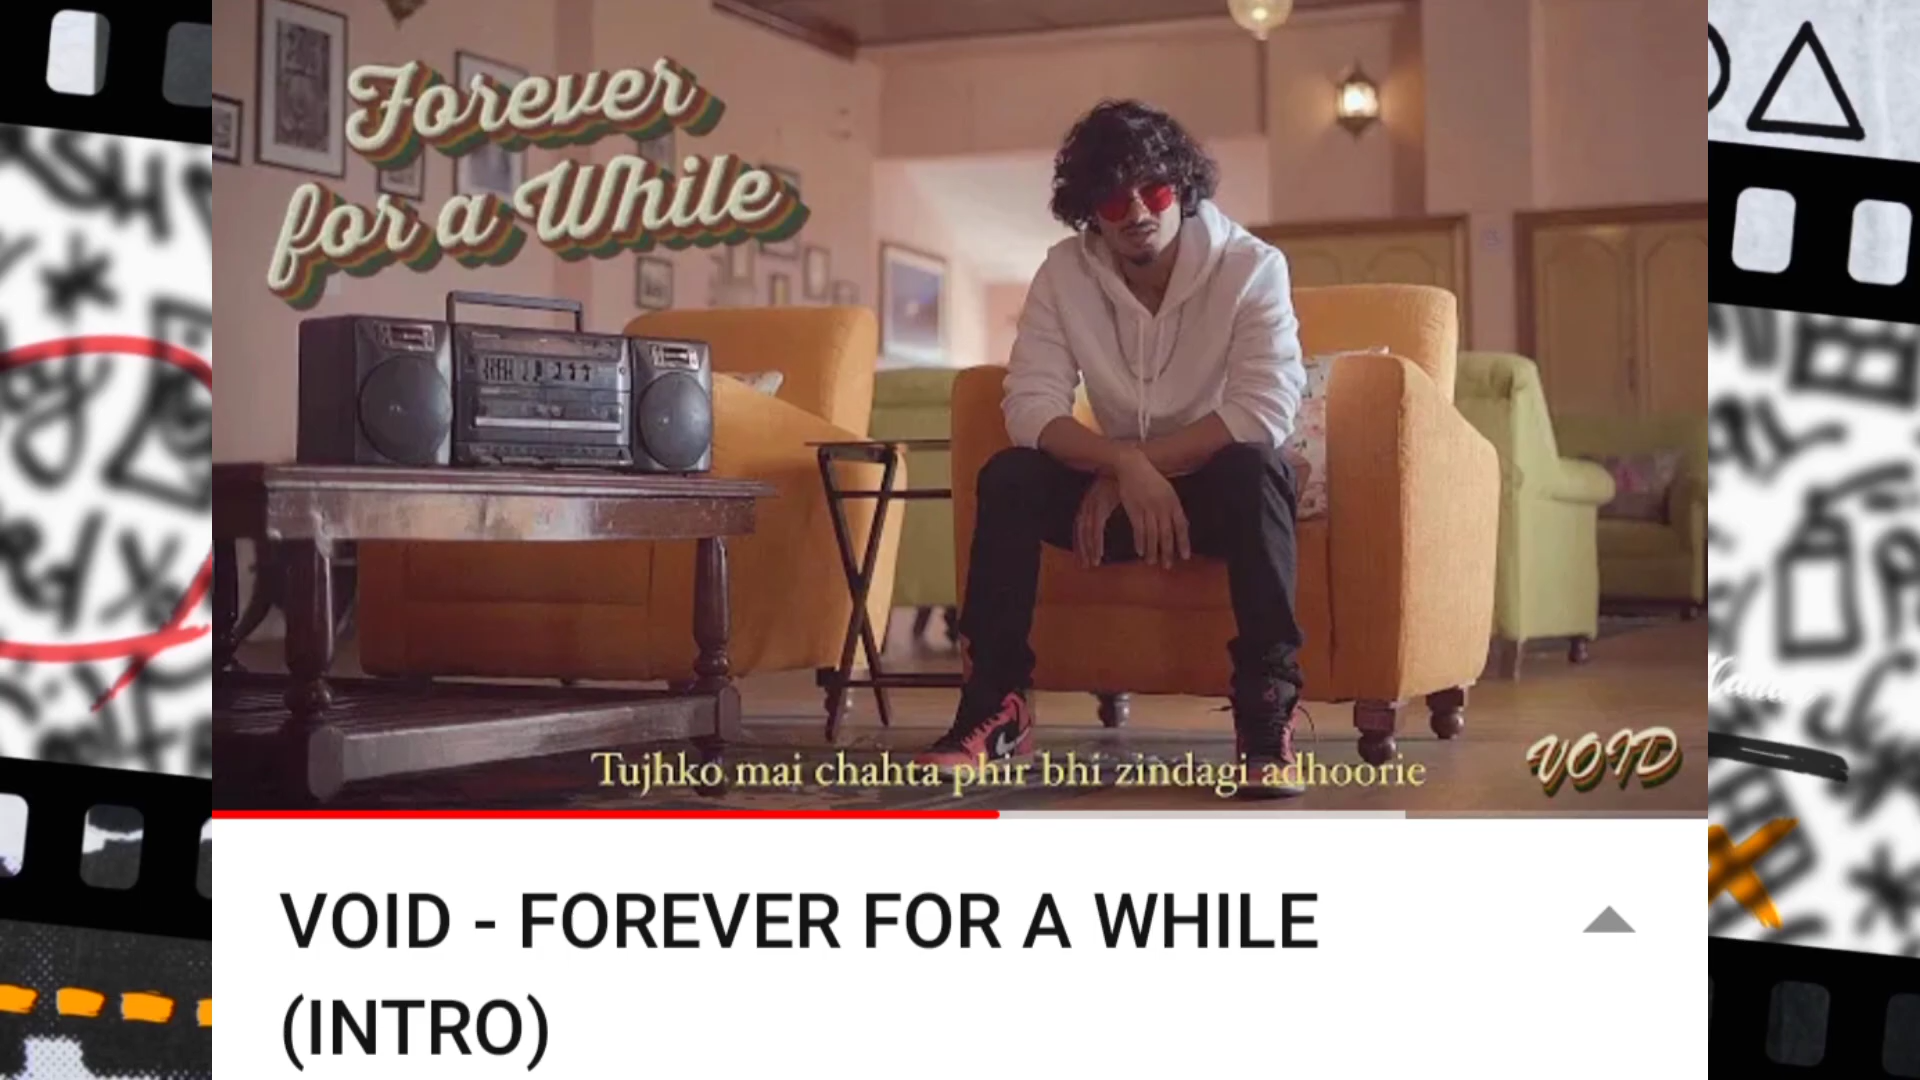 Forever
for a While
Tujhko mai chahta phir bhi zindagi adhoorie
VOID
VOID - FOREVER FOR A WHILE
(INTRO)